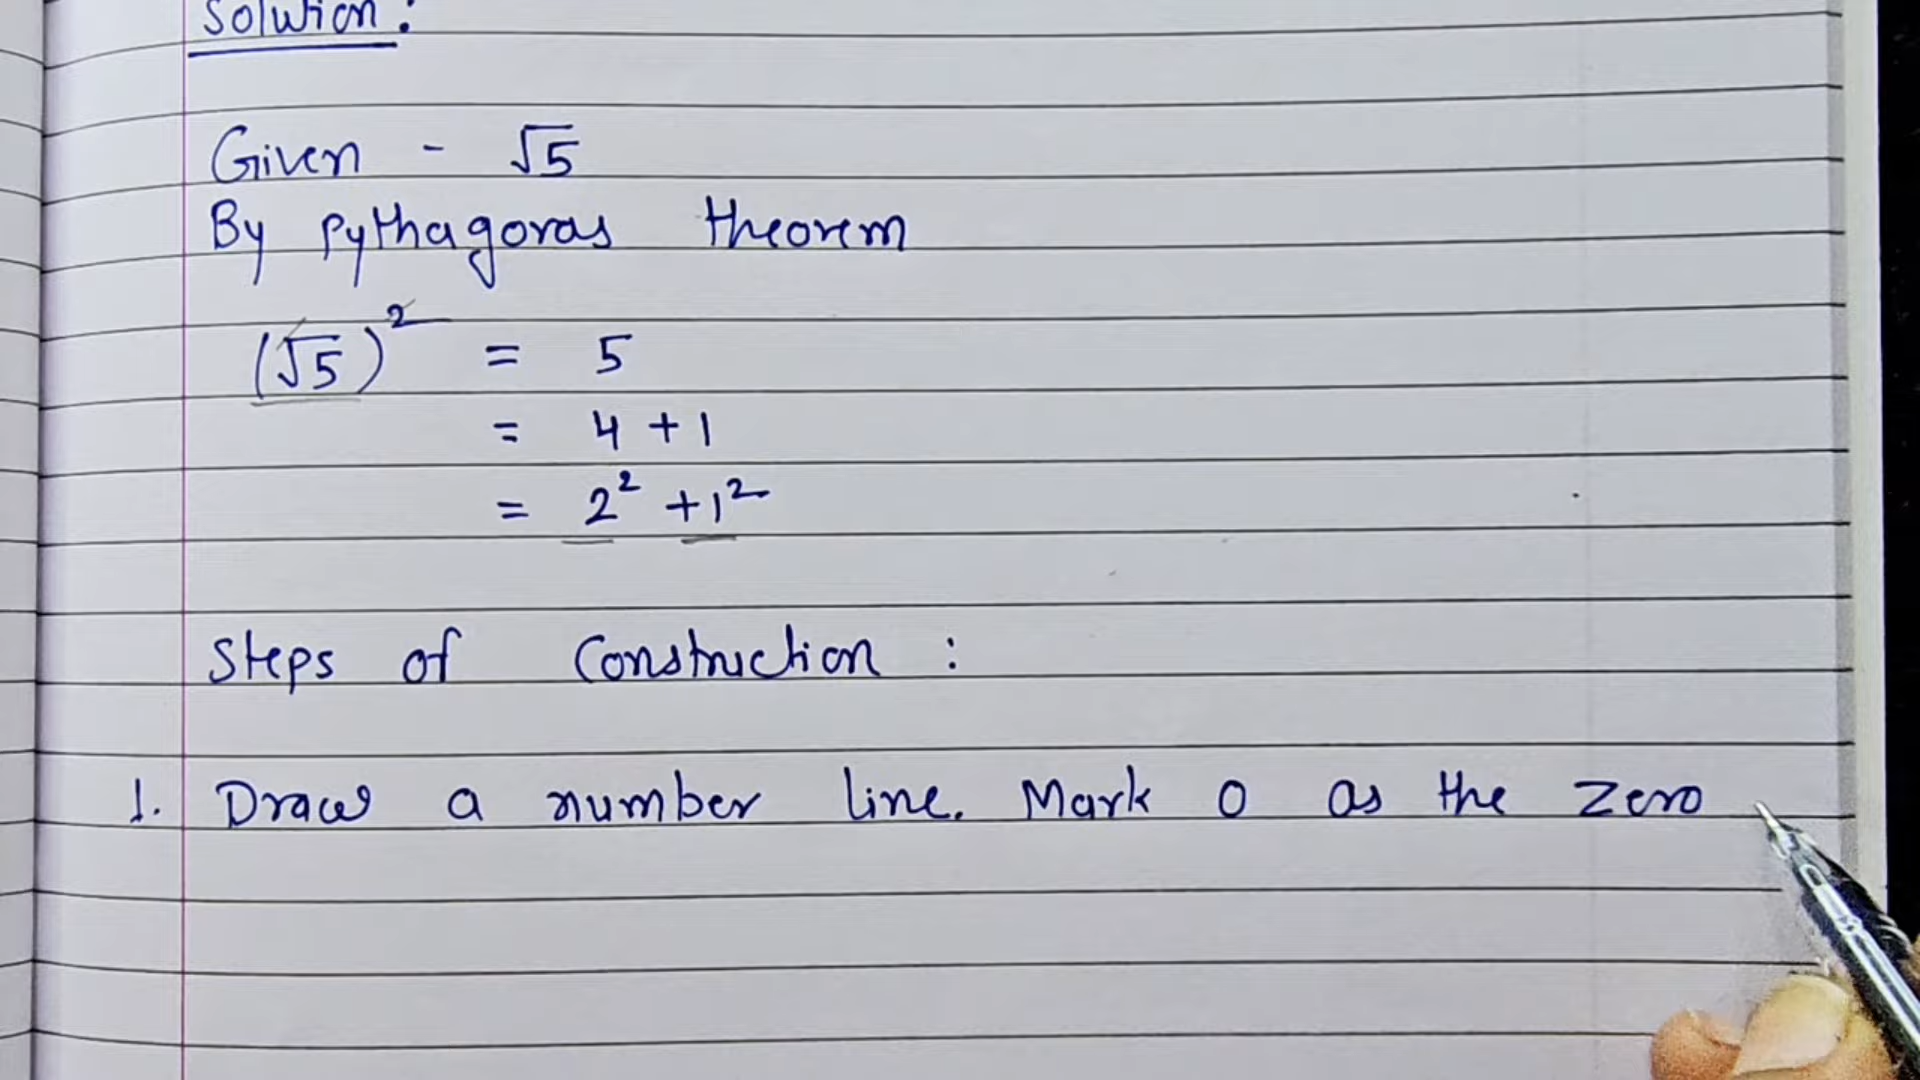 Solution :
Given - √5
By Pythagoras theorem
(√5)² = 5
= 4 + 1
= 2² + 1²
Steps of Construction :
1. Draw a number line. Mark 0 as the zero